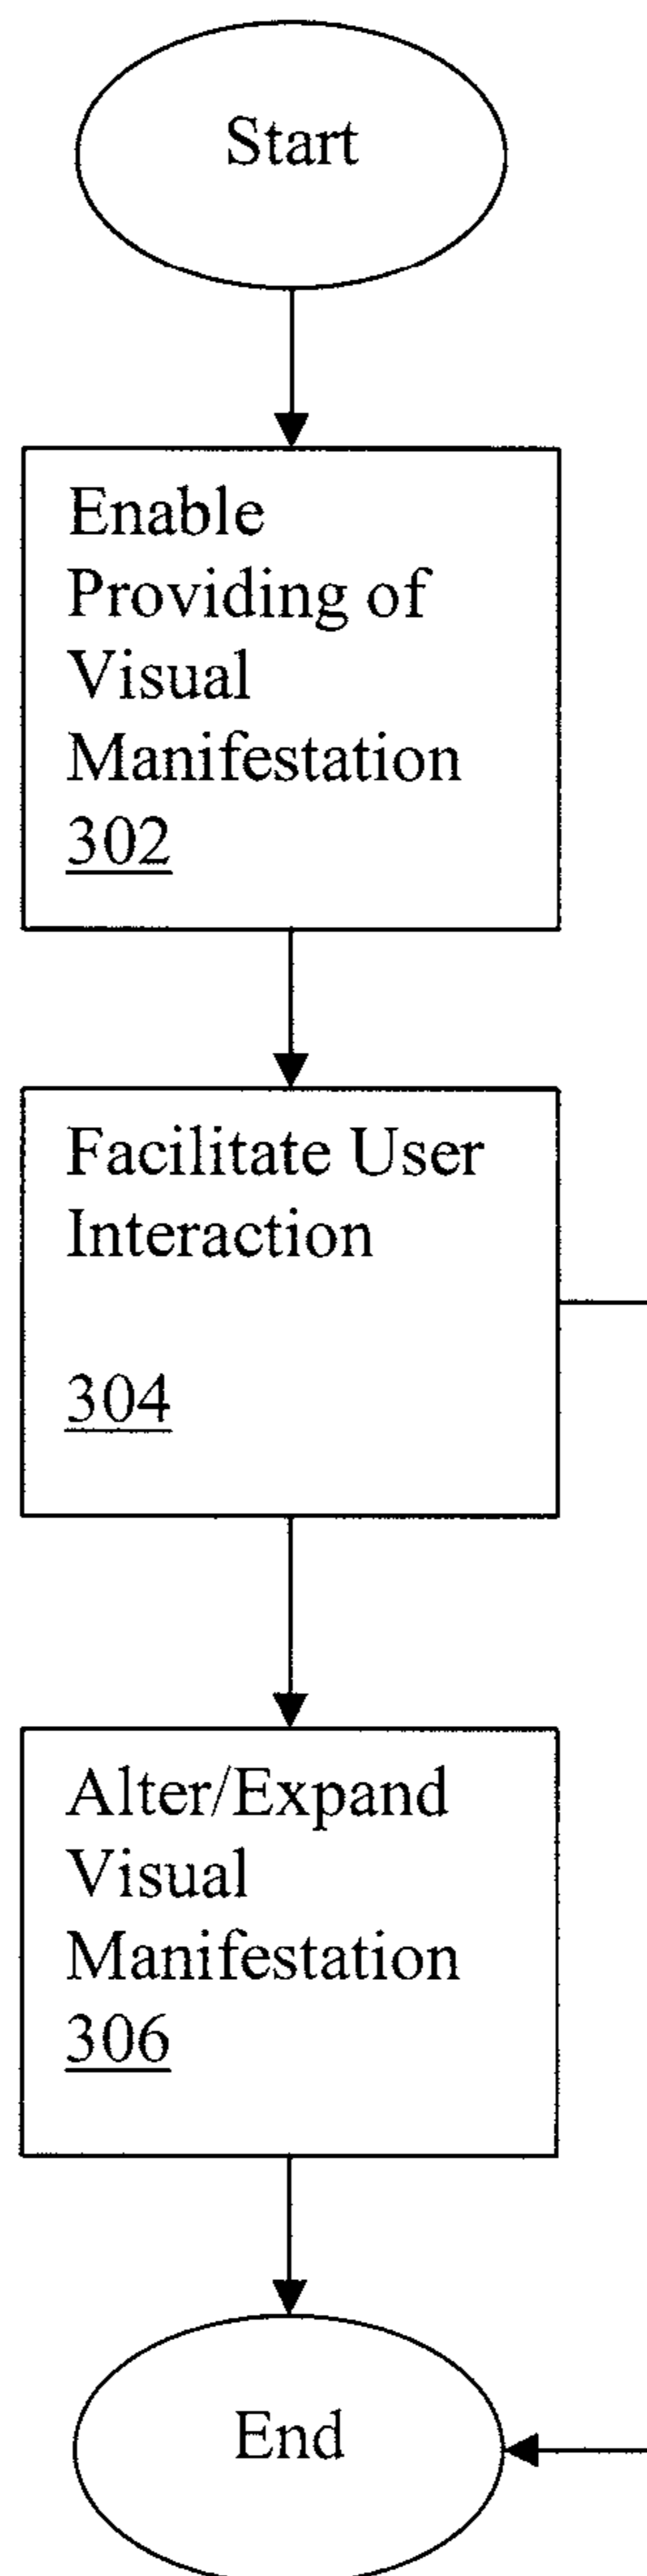 Start
Enable
Providing of
Visual
Manifestation
302
Facilitate User
Interaction
304
Alter/Expand
Visual
Manifestation
306
End